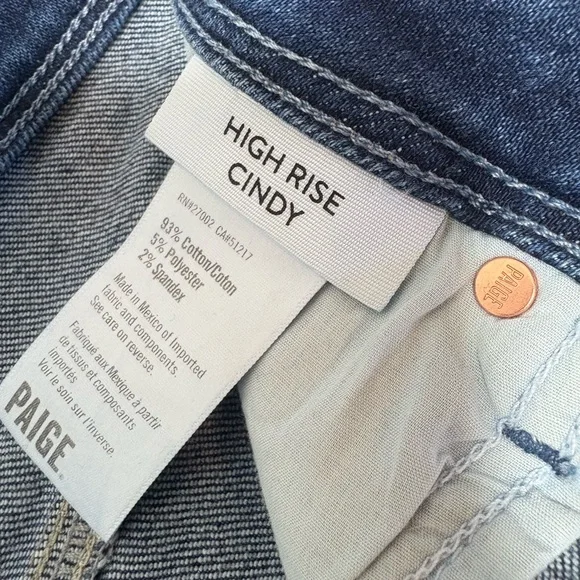 HIGH RISE
CINDY
RN#27002 CA#51217
93% Cotton/Coton
5% Polyester
2% Spandex
Made in Mexico of Imported
fabric and components.
See care on reverse.
Fabriqué aux Mexique à partir
de tissus et composants
importés
Voir le soin sur l'inverse.
PAIGE
PAIGE